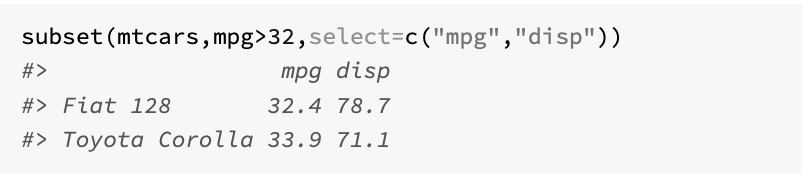 subset(mtcars,mpg>32,select=c("mpg","disp"))
#>                 mpg disp
#> Fiat 128       32.4 78.7
#> Toyota Corolla 33.9 71.1